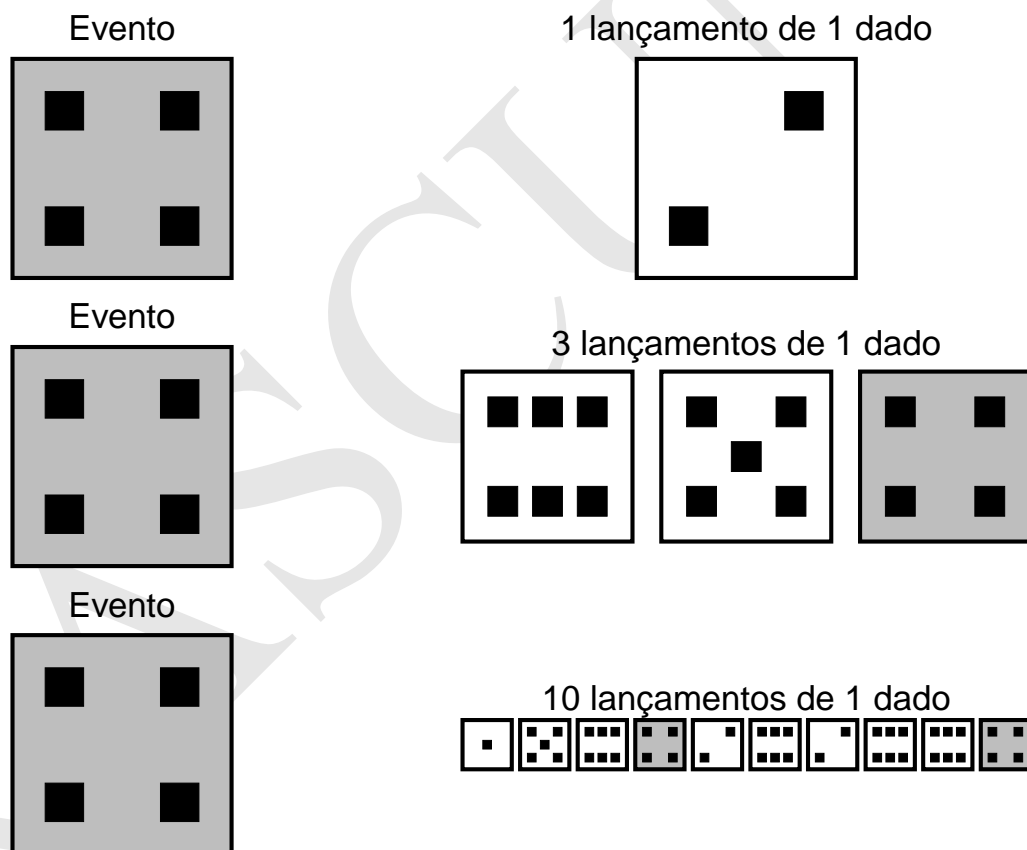 Evento
1 lançamento de 1 dado
Evento
3 lançamentos de 1 dado
Evento
10 lançamentos de 1 dado